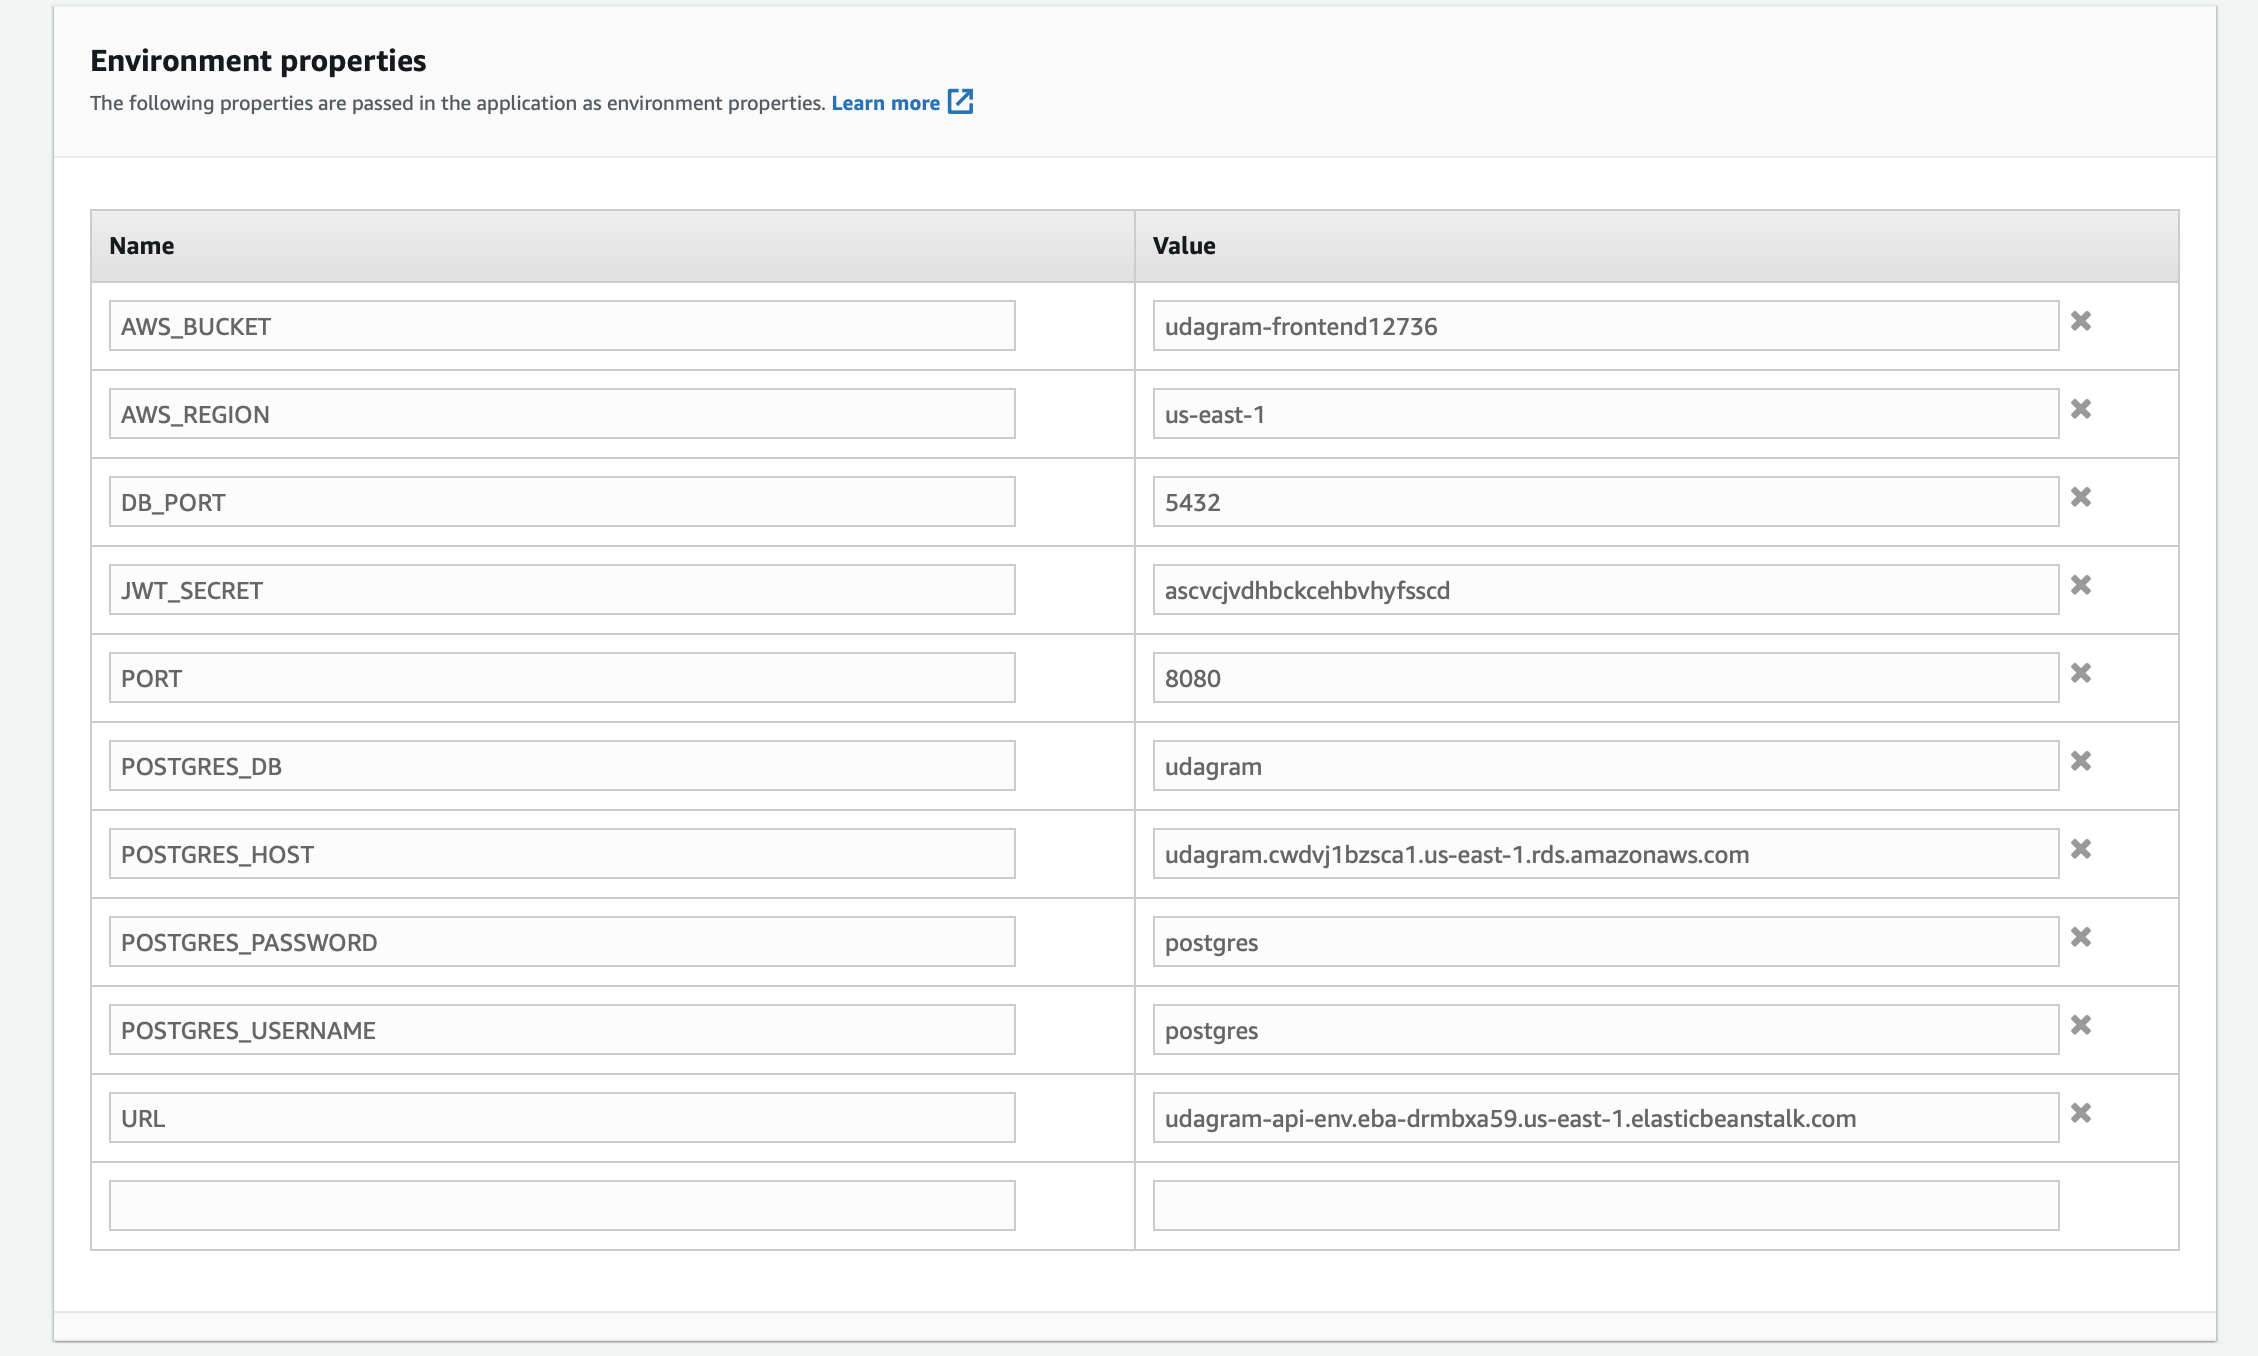 Environment properties
The following properties are passed in the application as environment properties. Learn more
Name Value
AWS_BUCKET udagram-frontend12736
AWS_REGION us-east-1
DB_PORT 5432
JWT_SECRET ascvcjvdhbckcehbvhyfsscd
PORT 8080
POSTGRES_DB udagram
POSTGRES_HOST udagram.cwdvj1bzsca1.us-east-1.rds.amazonaws.com
POSTGRES_PASSWORD postgres
POSTGRES_USERNAME postgres
URL udagram-api-env.eba-drmbxa59.us-east-1.elasticbeanstalk.com